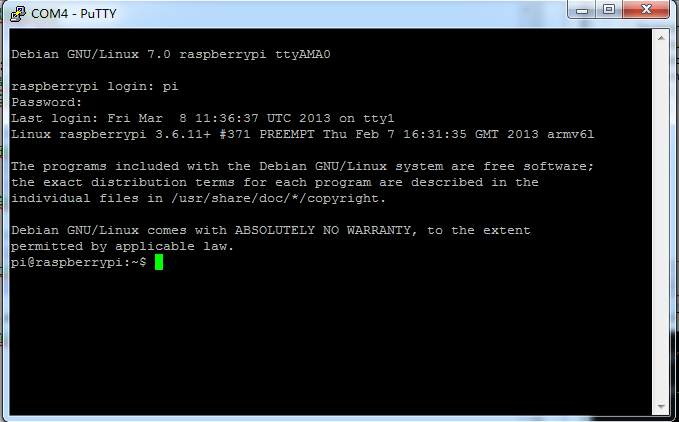 COM4 - PuTTY
Debian GNU/Linux 7.0 raspberrypi ttyAMA0
raspberrypi login: pi
Password:
Last login: Fri Mar  8 11:36:37 UTC 2013 on tty1
Linux raspberrypi 3.6.11+ #371 PREEMPT Thu Feb 7 16:31:35 GMT 2013 armv6l
The programs included with the Debian GNU/Linux system are free software;
the exact distribution terms for each program are described in the
individual files in /usr/share/doc/*/copyright.
Debian GNU/Linux comes with ABSOLUTELY NO WARRANTY, to the extent
permitted by applicable law.
pi@raspberrypi:~$